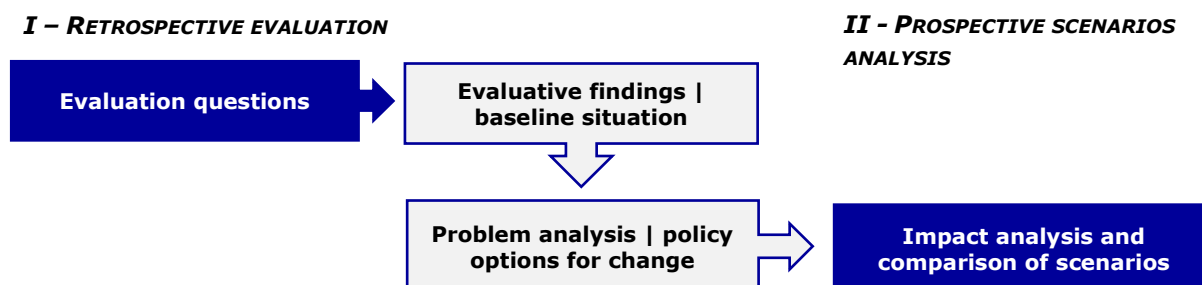 I – RETROSPECTIVE EVALUATION
II - PROSPECTIVE SCENARIOS
ANALYSIS
Evaluation questions
Evaluative findings |
baseline situation
Problem analysis | policy
options for change
Impact analysis and
comparison of scenarios